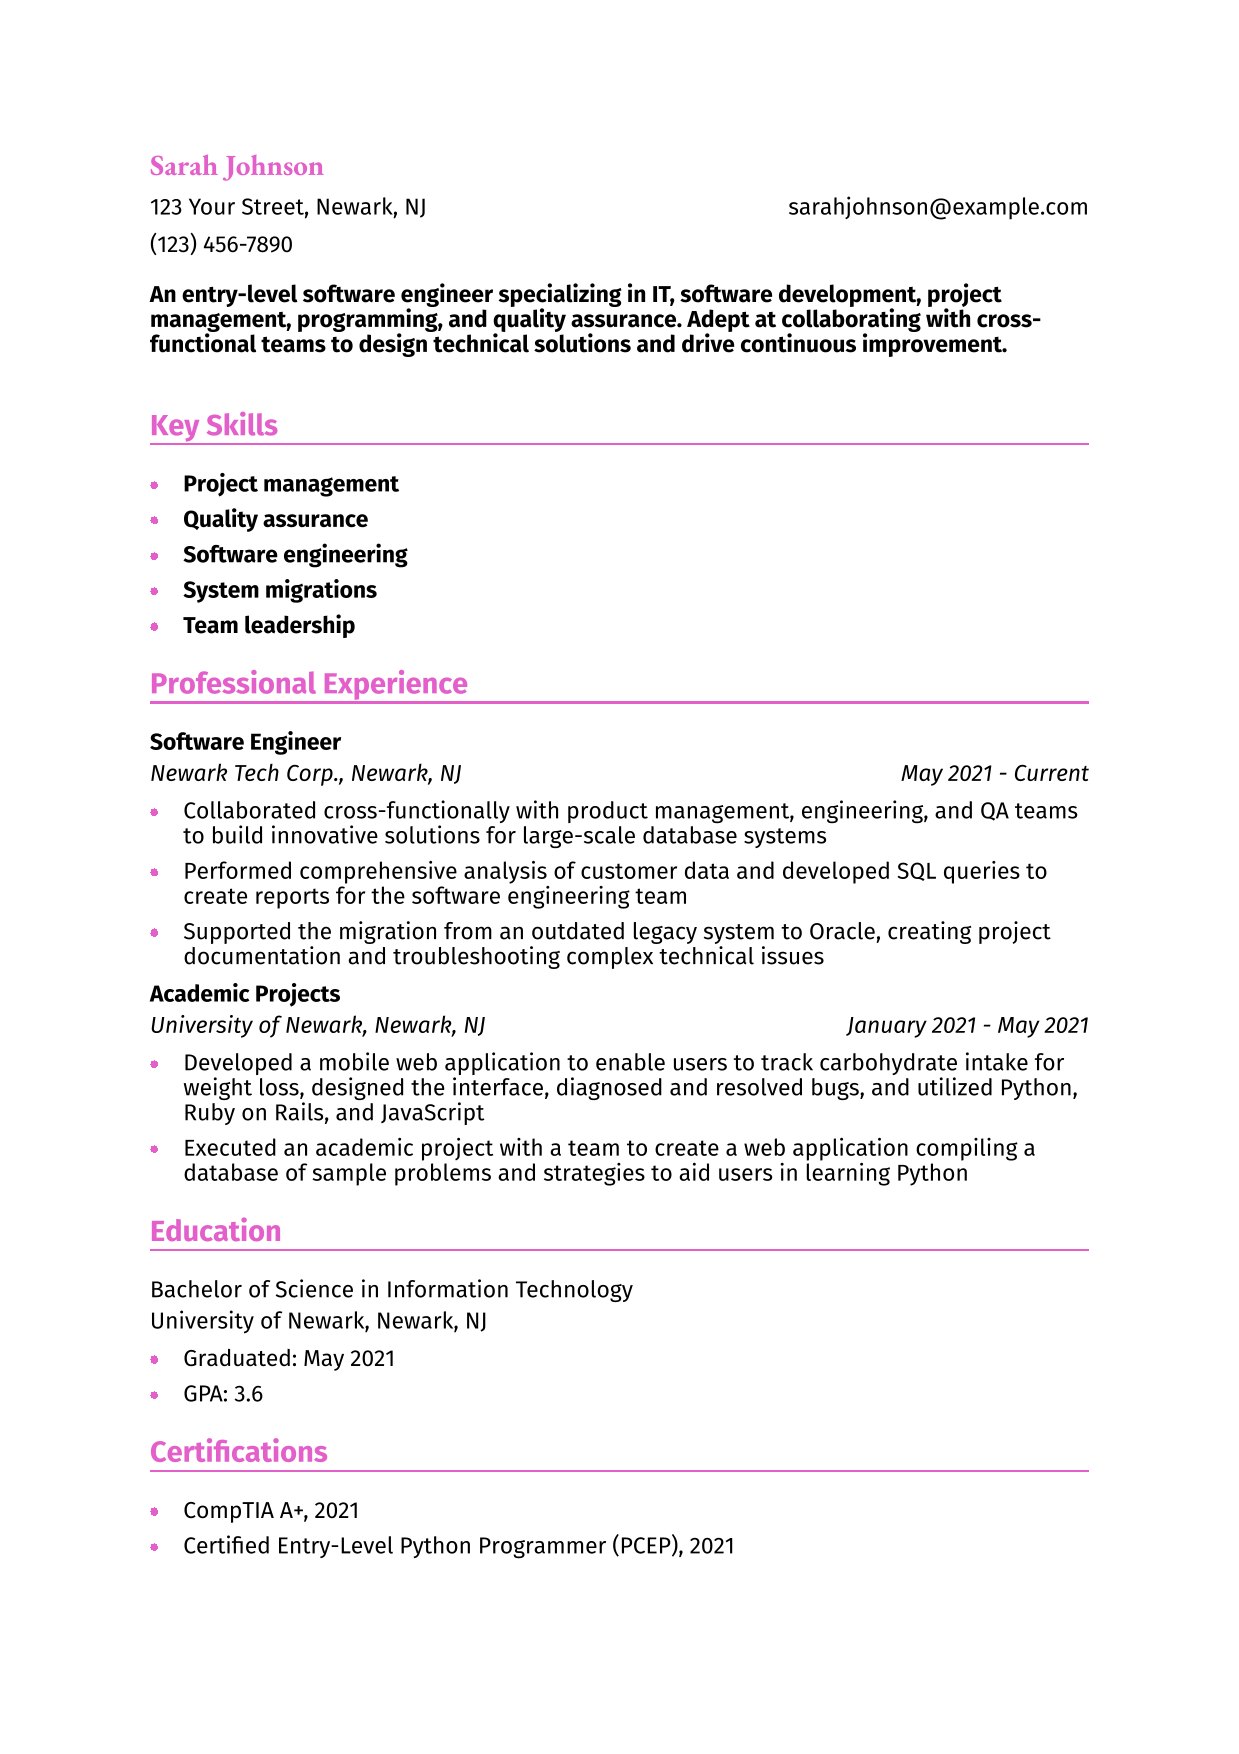 Sarah Johnson
123 Your Street, Newark, NJ sarahjohnson@example.com
(123) 456-7890
An entry-level software engineer specializing in IT, software development, project
management, programming, and quality assurance. Adept at collaborating with cross-
functional teams to design technical solutions and drive continuous improvement.
Key Skills
• Project management
• Quality assurance
• Software engineering
• System migrations
• Team leadership
Professional Experience
Software Engineer
Newark Tech Corp., Newark, NJ May 2021 - Current
• Collaborated cross-functionally with product management, engineering, and QA teams
to build innovative solutions for large-scale database systems
• Performed comprehensive analysis of customer data and developed SQL queries to
create reports for the software engineering team
• Supported the migration from an outdated legacy system to Oracle, creating project
documentation and troubleshooting complex technical issues
Academic Projects
University of Newark, Newark, NJ January 2021 - May 2021
• Developed a mobile web application to enable users to track carbohydrate intake for
weight loss, designed the interface, diagnosed and resolved bugs, and utilized Python,
Ruby on Rails, and JavaScript
• Executed an academic project with a team to create a web application compiling a
database of sample problems and strategies to aid users in learning Python
Education
Bachelor of Science in Information Technology
University of Newark, Newark, NJ
• Graduated: May 2021
• GPA: 3.6
Certifications
• CompTIA A+, 2021
• Certified Entry-Level Python Programmer (PCEP), 2021